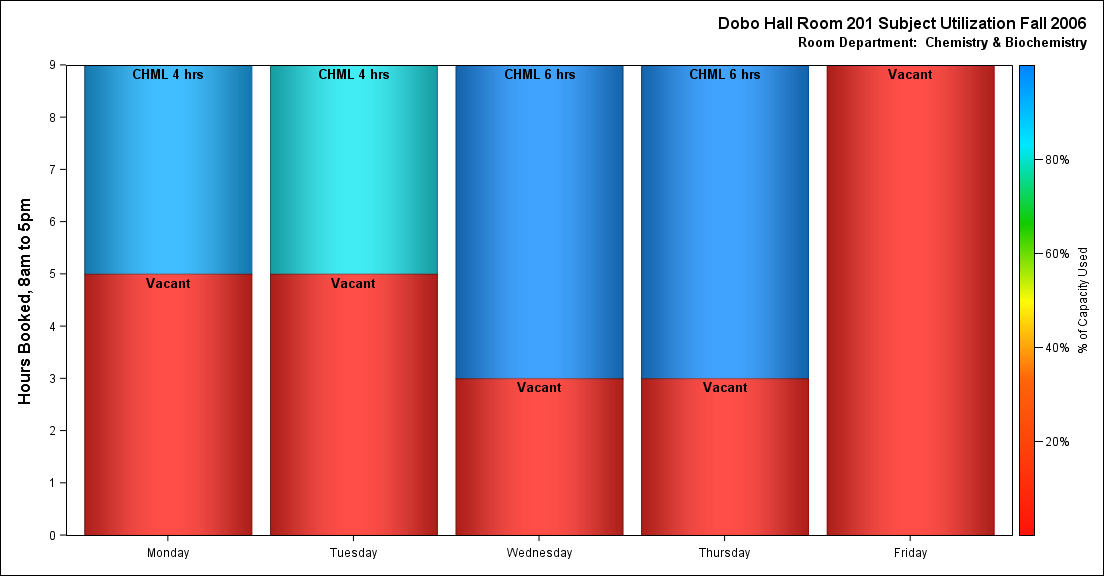 Dobo Hall Room 201 Subject Utilization Fall 2006
Room Department:  Chemistry & Biochemistry
Hours Booked, 8am to 5pm
9
8
7
6
5
4
3
2
1
0
CHML 4 hrs
Vacant
CHML 4 hrs
Vacant
CHML 6 hrs
Vacant
CHML 6 hrs
Vacant
Vacant
Monday
Tuesday
Wednesday
Thursday
Friday
80%
60%
40%
20%
% of Capacity Used